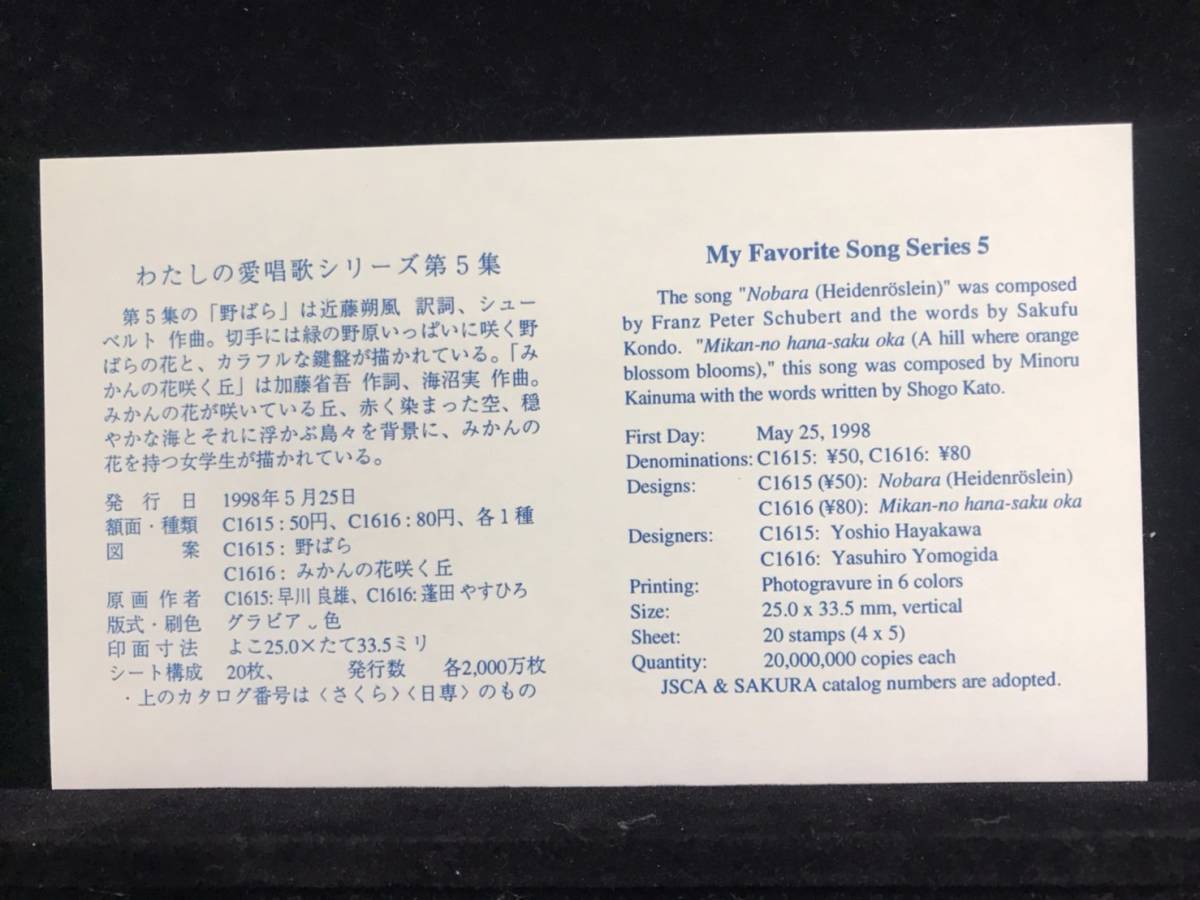 わたしの愛唱歌シリーズ第5集
第5集の「野ばら」は近藤朔風 訳詞、シュー
ベルト 作曲。切手には緑の野原いっぱいに咲く野
ばらの花と、カラフルな鍵盤が描かれている。「み
かんの花咲く丘」は加藤省吾 作詞、海沼実 作曲。
みかんの花が咲いている丘、赤く染まった空、穏
やかな海とそれに浮かぶ島々を背景に、みかんの
花を持つ女学生が描かれている。
発行日 1998年5月25日
額面・種類 C1615：50円、C1616：80円、各1種
図案 C1615：野ばら
C1616：みかんの花咲く丘
原画作者 C1615：早川 良雄、C1616：蓬田 やすひろ
版式・刷色 グラビア 色
印面寸法 よこ25.0×たて33.5ミリ
シート構成 20枚、 発行数 各2,000万枚
・上のカタログ番号は〈さくら〉〈日専〉のもの
My Favorite Song Series 5
The song "Nobara (Heidenröslein)" was composed
by Franz Peter Schubert and the words by Sakufu
Kondo. "Mikan-no hana-saku oka (A hill where orange
blossom blooms)," this song was composed by Minoru
Kainuma with the words written by Shogo Kato.
First Day: May 25, 1998
Denominations: C1615: ¥50, C1616: ¥80
Designs: C1615 (¥50): Nobara (Heidenröslein)
C1616 (¥80): Mikan-no hana-saku oka
Designers: C1615: Yoshio Hayakawa
C1616: Yasuhiro Yomogida
Printing: Photogravure in 6 colors
Size: 25.0 x 33.5 mm, vertical
Sheet: 20 stamps (4 x 5)
Quantity: 20,000,000 copies each
JSCA & SAKURA catalog numbers are adopted.